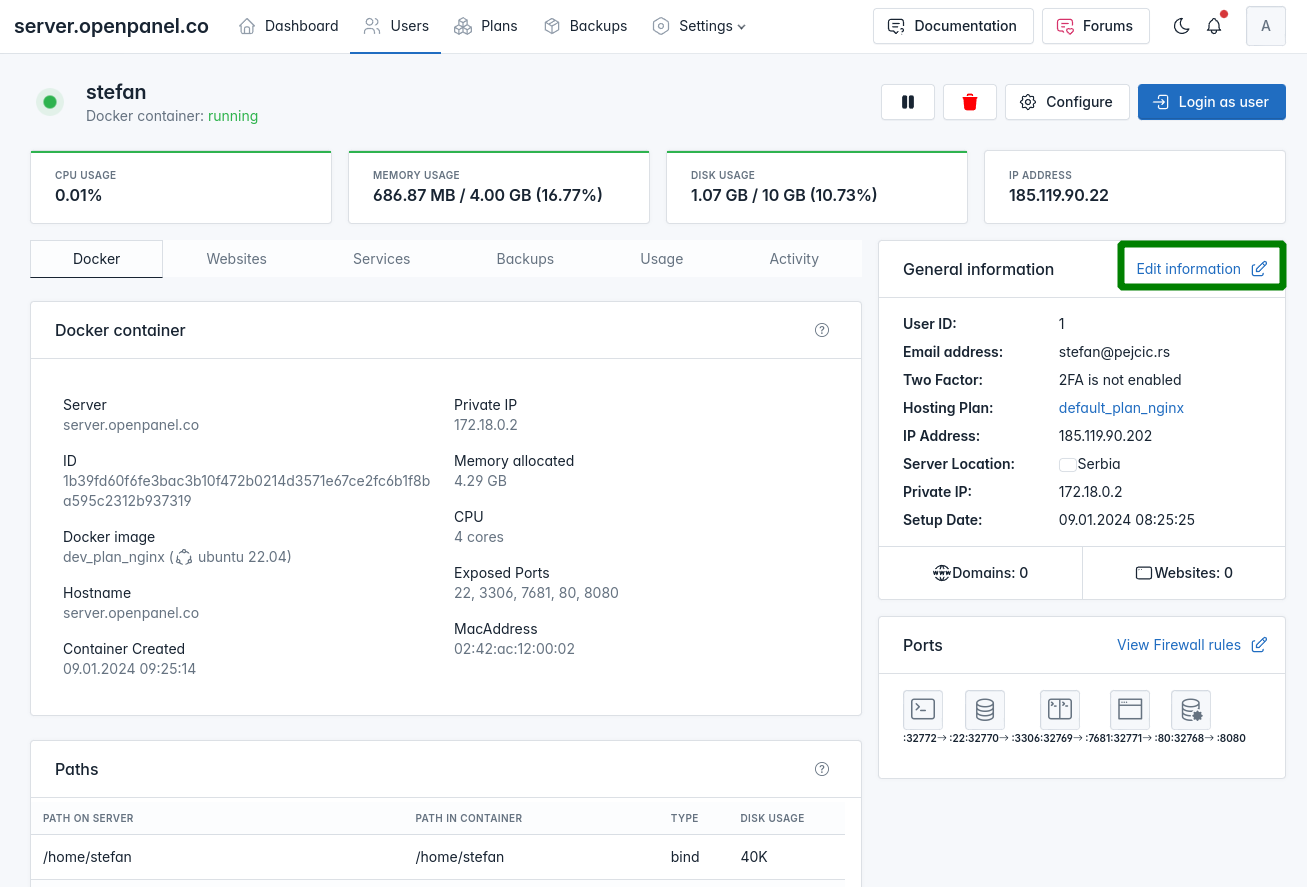 server.openpanel.co
Dashboard
Users
Plans
Backups
Settings
Documentation
Forums
A
stefan
Docker container: running
Configure
Login as user
CPU USAGE
0.01%
MEMORY USAGE
686.87 MB / 4.00 GB (16.77%)
DISK USAGE
1.07 GB / 10 GB (10.73%)
IP ADDRESS
185.119.90.22
Docker
Websites
Services
Backups
Usage
Activity
Docker container
Server
server.openpanel.co
ID
1b39fd60f6fe3bac3b10f472b0214d3571e67ce2fc6b1f8b
a595c2312b937319
Docker image
dev_plan_nginx ( ubuntu 22.04)
Hostname
server.openpanel.co
Container Created
09.01.2024 09:25:14
Private IP
172.18.0.2
Memory allocated
4.29 GB
CPU
4 cores
Exposed Ports
22, 3306, 7681, 80, 8080
MacAddress
02:42:ac:12:00:02
Paths
PATH ON SERVER
PATH IN CONTAINER
TYPE
DISK USAGE
/home/stefan
/home/stefan
bind
40K
General information
Edit information
User ID: 1
Email address: stefan@pejcic.rs
Two Factor: 2FA is not enabled
Hosting Plan: default_plan_nginx
IP Address: 185.119.90.202
Server Location: Serbia
Private IP: 172.18.0.2
Setup Date: 09.01.2024 08:25:25
Domains: 0
Websites: 0
Ports
View Firewall rules
:32772→ :22:32770→ :3306:32769→ :7681:32771→ :80:32768→ :8080